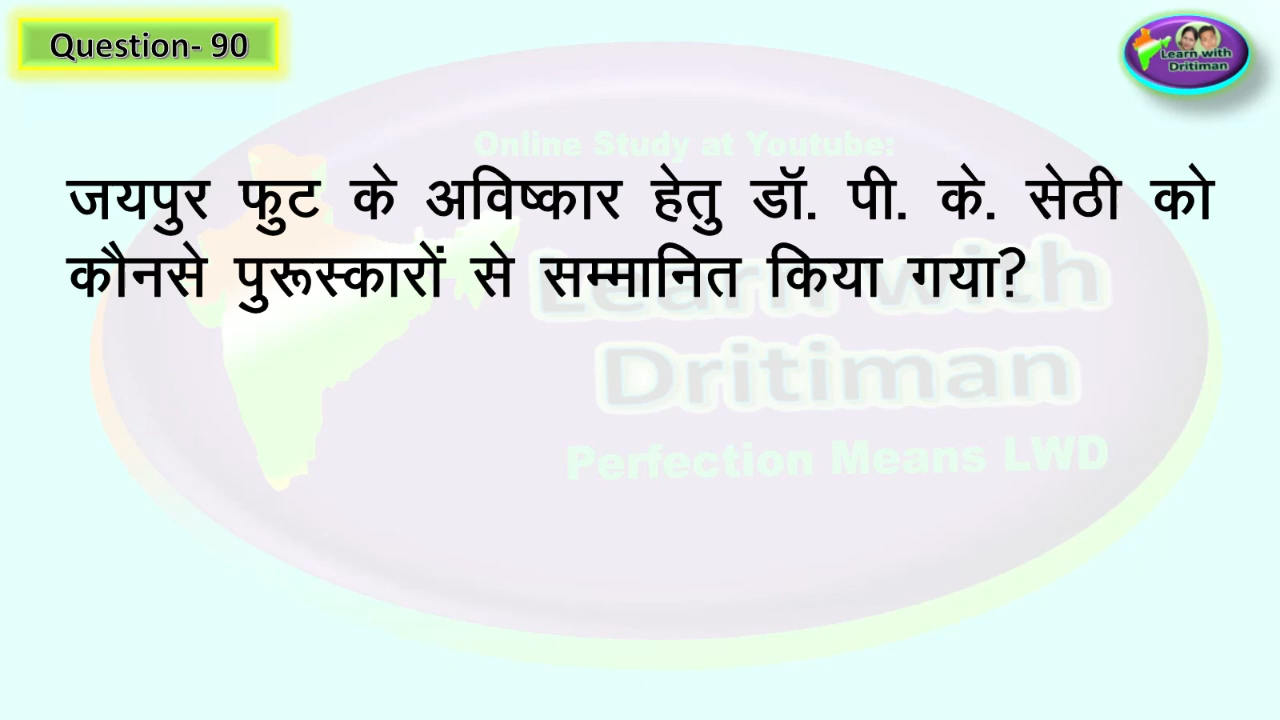 Question- 90
Learn with
Dritiman
Online Study at Youtube:
जयपुर फुट के अविष्कार हेतु डॉ. पी. के. सेठी को
कौनसे पुरूस्कारों से सम्मानित किया गया?
Learn with
Dritiman
Perfection Means LWD